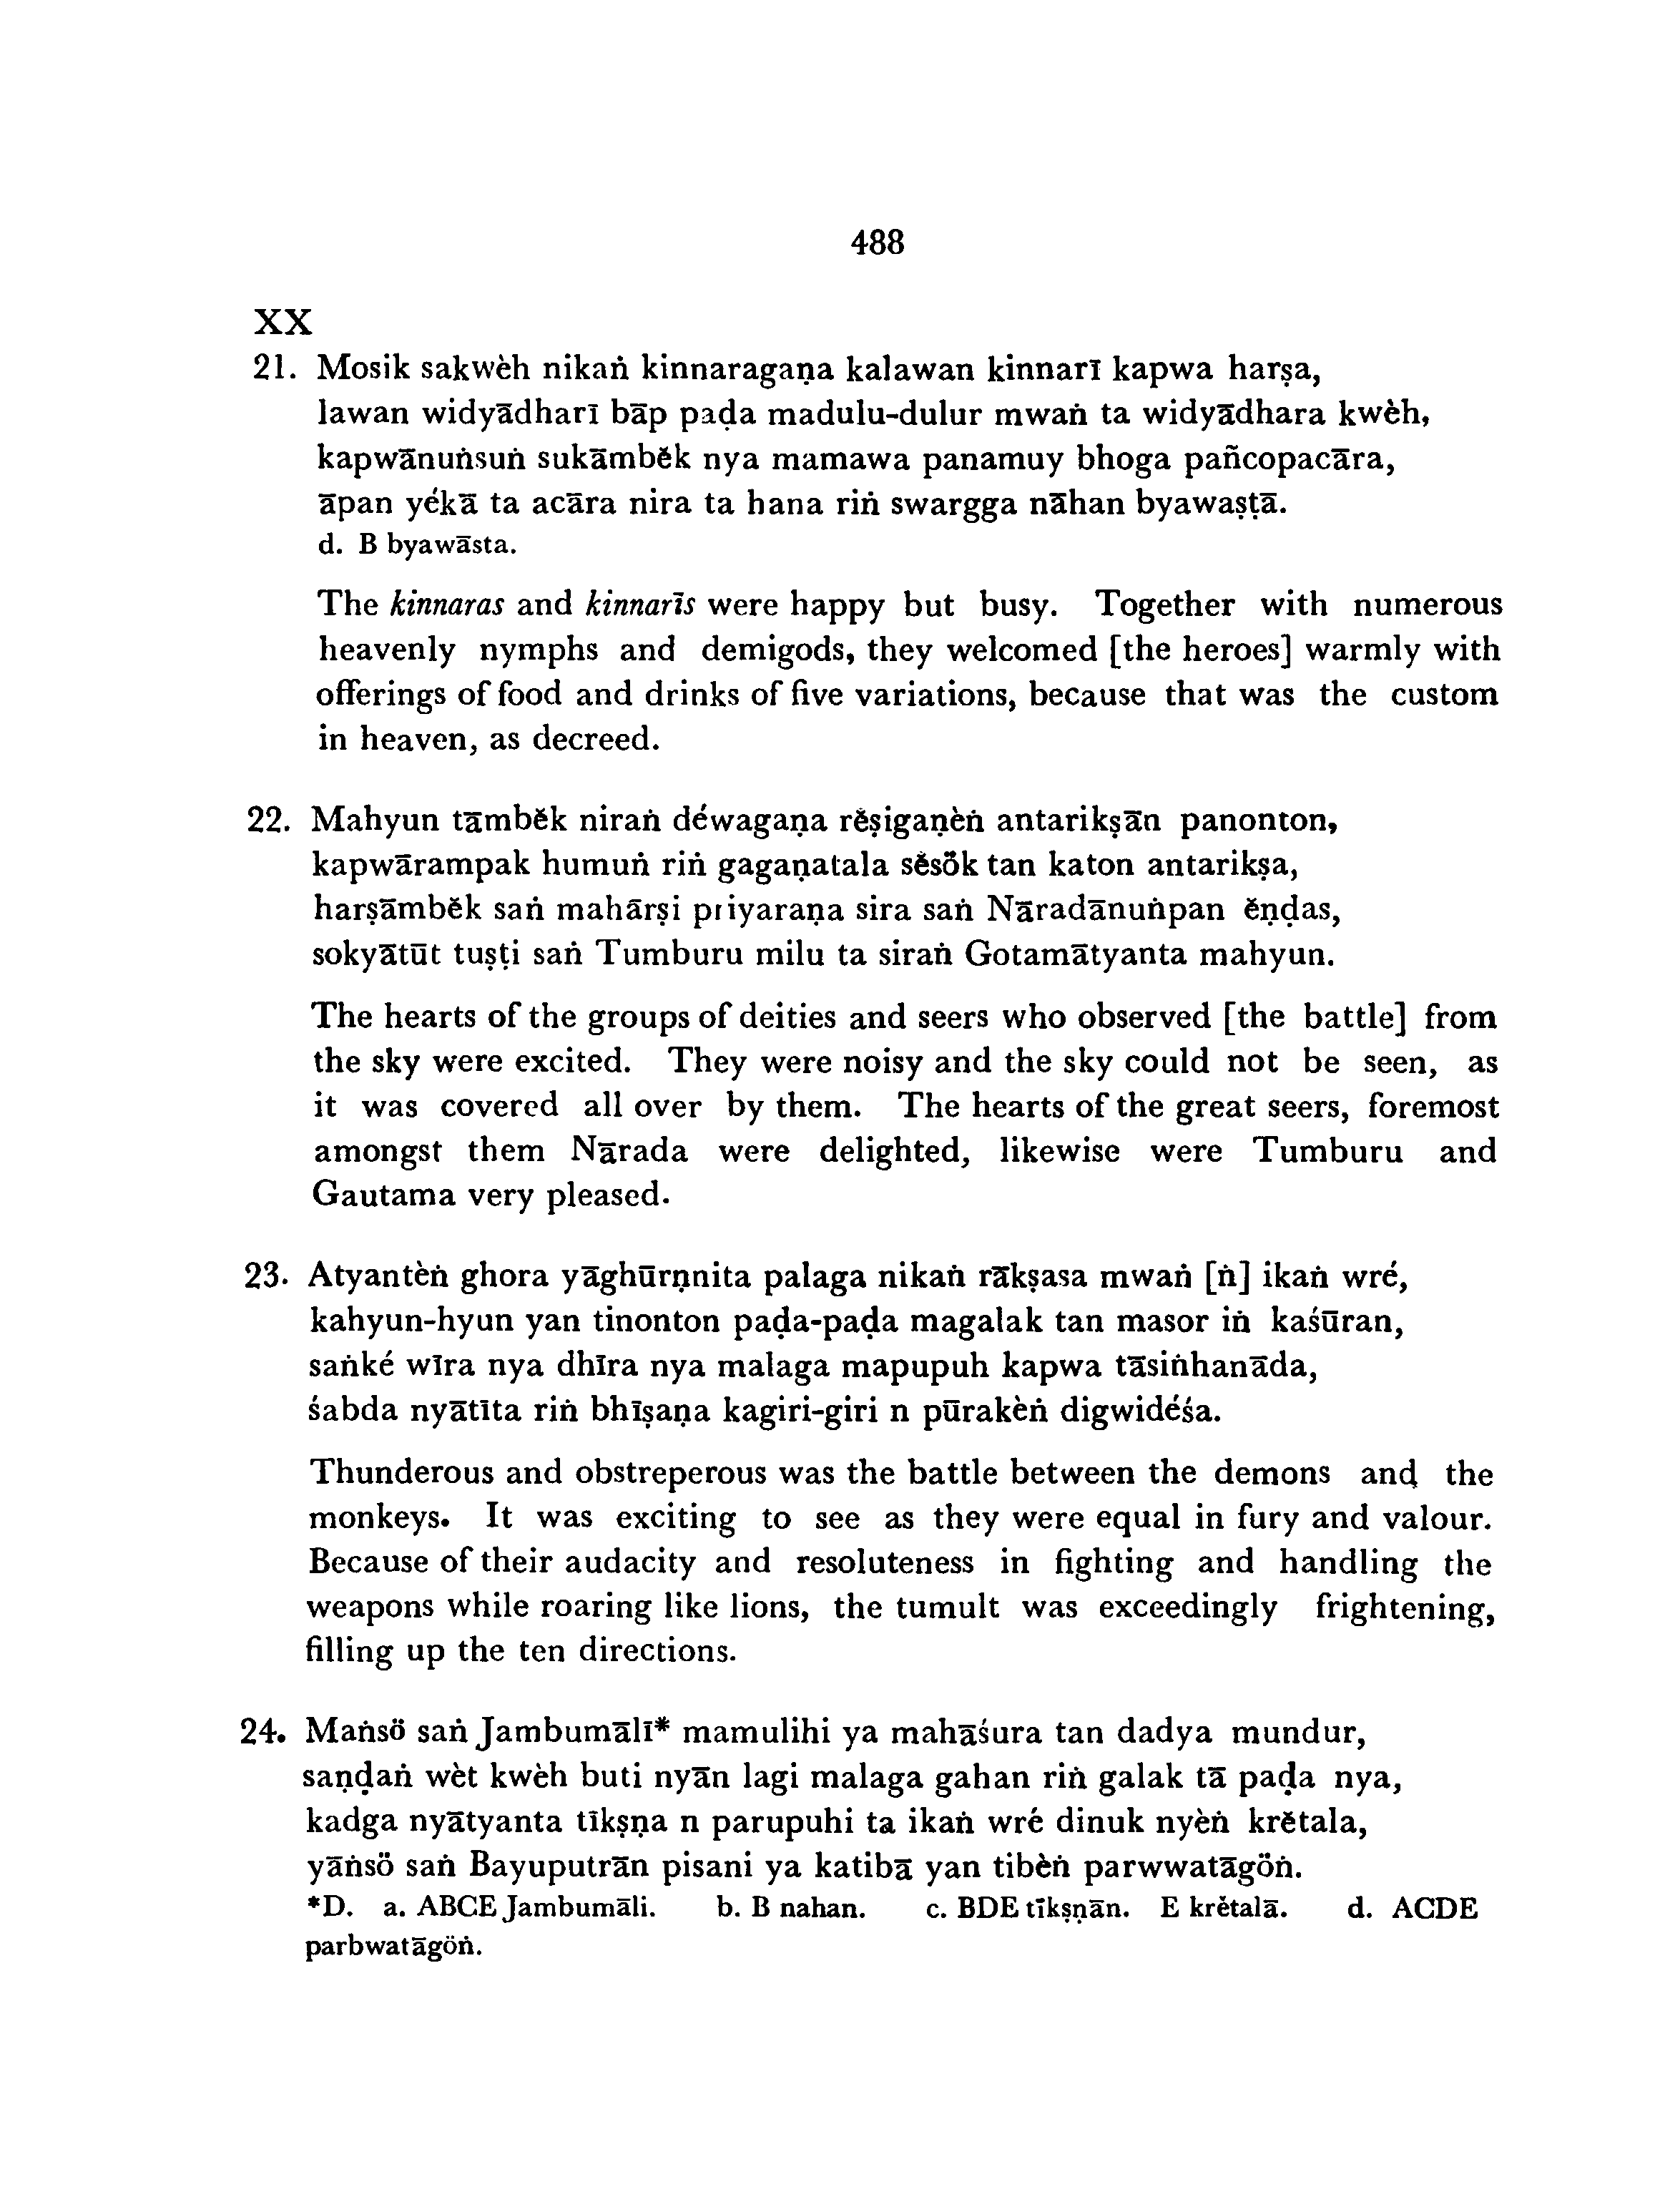 488
XX
21. Mosik sakwèh nikaṅ kinnaragaṇa kalawan kinnarī kapwa harṣa,
lawan widyādharī bāp paḍa madulu-dulur mwaṅ ta widyādhara kwèh,
kapwānuṅsuṅ sukāmbĕk nya mamawa panamuy bhoga pañcopacāra,
āpan yékā ta acāra nira ta hana riṅ swargga nāhan byawaṣṭā.
d. B byawāsta.
The kinnaras and kinnarīs were happy but busy. Together with numerous
heavenly nymphs and demigods, they welcomed [the heroes] warmly with
offerings of food and drinks of five variations, because that was the custom
in heaven, as decreed.
22. Mahyun tāmbĕk niraṅ déwagaṇa rĕṣigaṇèṅ antarikṣān panonton,
kapwārampak humuṅ riṅ gagaṇatala sĕsök tan katon antarikṣa,
harṣāmbĕk saṅ mahārṣi priyaraṇa sira saṅ Nāradānuṅpan ĕṇḍas,
sokyātūt tuṣṭi saṅ Tumburu milu ta siraṅ Gotamātyanta mahyun.
The hearts of the groups of deities and seers who observed [the battle] from
the sky were excited. They were noisy and the sky could not be seen, as
it was covered all over by them. The hearts of the great seers, foremost
amongst them Nārada were delighted, likewise were Tumburu and
Gautama very pleased.
23. Atyantèṅ ghora yāghūrṇnita palaga nikaṅ rākṣasa mwaṅ [ṅ] ikaṅ wré,
kahyun-hyun yan tinonton paḍa-paḍa magalak tan masor iṅ kaśūran,
saṅké wīra nya dhīra nya malaga mapupuh kapwa tāsiṅhanāda,
śabda nyātīta riṅ bhīṣaṇa kagiri-giri n pūrakèṅ digwidéśa.
Thunderous and obstreperous was the battle between the demons and the
monkeys. It was exciting to see as they were equal in fury and valour.
Because of their audacity and resoluteness in fighting and handling the
weapons while roaring like lions, the tumult was exceedingly frightening,
filling up the ten directions.
24. Maṅsö saṅ Jambumālī* mamulihi ya mahāśura tan dadya mundur,
saṇḍaṅ wèt kwèh buti nyān lagi malaga gahan riṅ galak tā paḍa nya,
kadga nyātyanta tīkṣṇa n parupuhi ta ikaṅ wré dinuk nyèṅ krĕtala,
yāṅsö saṅ Bayuputrān pisani ya katibā yan tibèṅ parwwatāgöṅ.
*D. a. ABCE Jambumāli. b. B nahan. c. BDE tīkṣṇān. E krĕtalā. d. ACDE
parbwatāgöṅ.